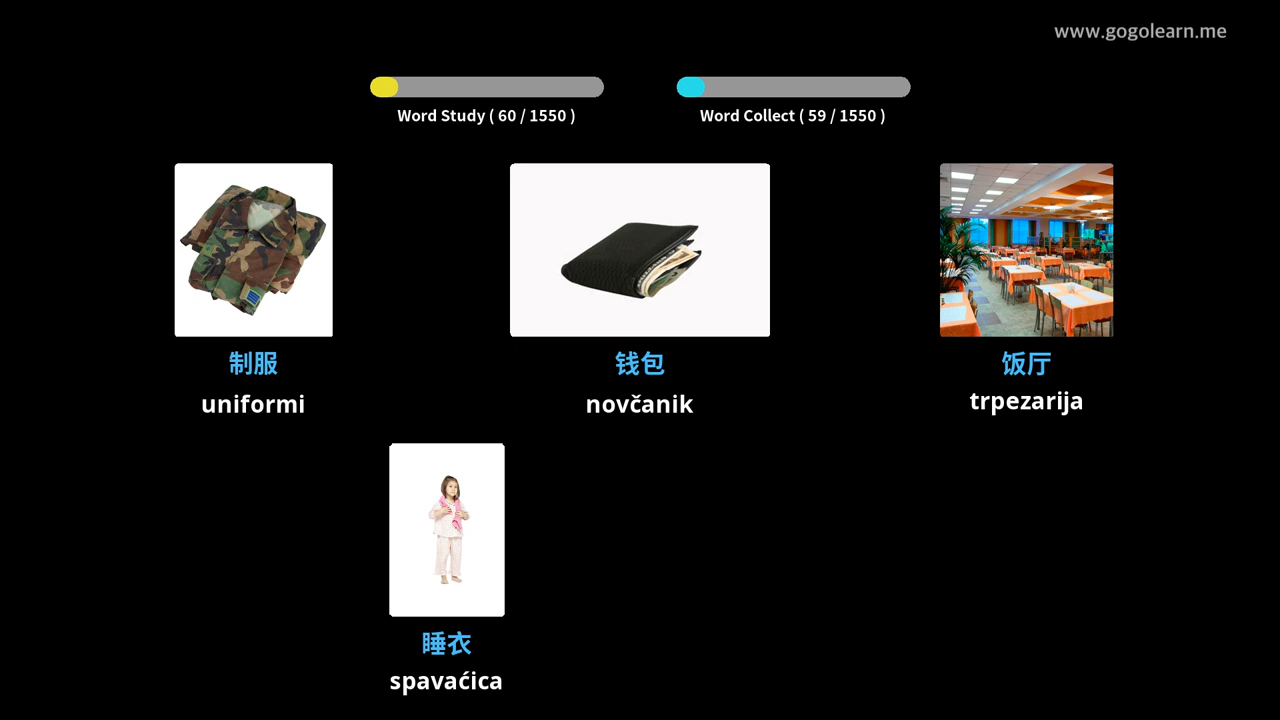 www.gogolearn.me
Word Study ( 60 / 1550 )
Word Collect ( 59 / 1550 )
制服
钱包
饭厅
uniformi
novčanik
trpezarija
睡衣
spavaćica